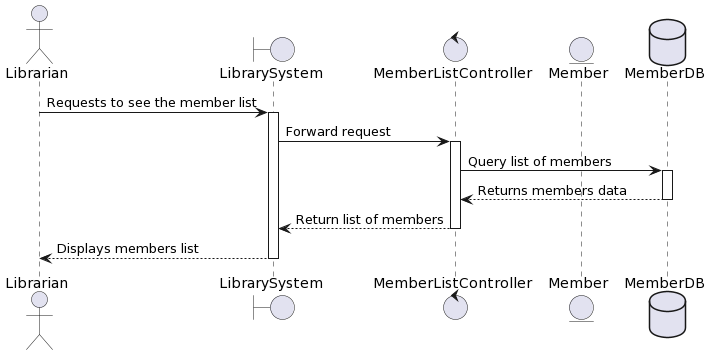 Librarian
LibrarySystem
MemberListController
Member
MemberDB
Requests to see the member list
Forward request
Query list of members
Returns members data
Return list of members
Displays members list
Librarian
LibrarySystem
MemberListController
Member
MemberDB